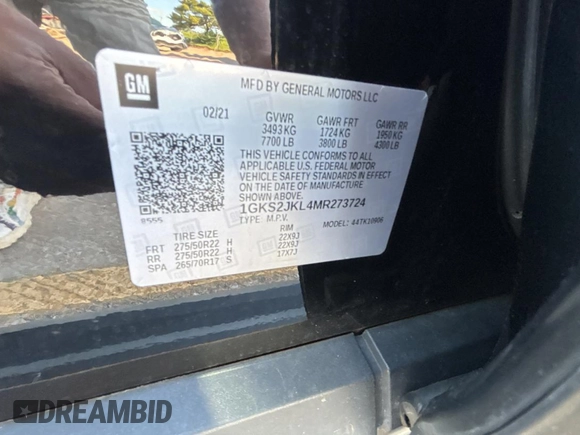 GM
MFD BY GENERAL MOTORS LLC
02/21 GVWR GAWR FRT GAWR RR
3493 KG 1724 KG 1950 KG
7700 LB 3800 LB 4300 LB
THIS VEHICLE CONFORMS TO ALL
APPLICABLE U.S. FEDERAL MOTOR
VEHICLE SAFETY STANDARDS IN EFFECT
ON THE DATE OF MANUFACTURE
SHOWN ABOVE.
8555 1GKS2JKL4MR273724
TYPE: M.P.V. MODEL: 44TK10906
TIRE SIZE RIM
FRT 275/50R22 H 22X9J
RR 275/50R22 H 22X9J
SPA 265/70R17 S 17X7J
DREAMBID